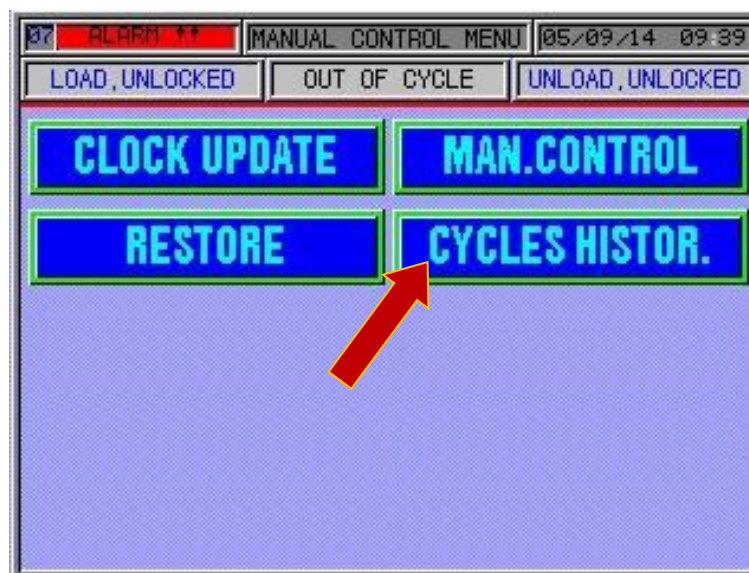 07 ALARM !! MANUAL CONTROL MENU 05/09/14 09:39
LOAD,UNLOCKED OUT OF CYCLE UNLOAD,UNLOCKED
CLOCK UPDATE MAN.CONTROL
RESTORE CYCLES HISTOR.